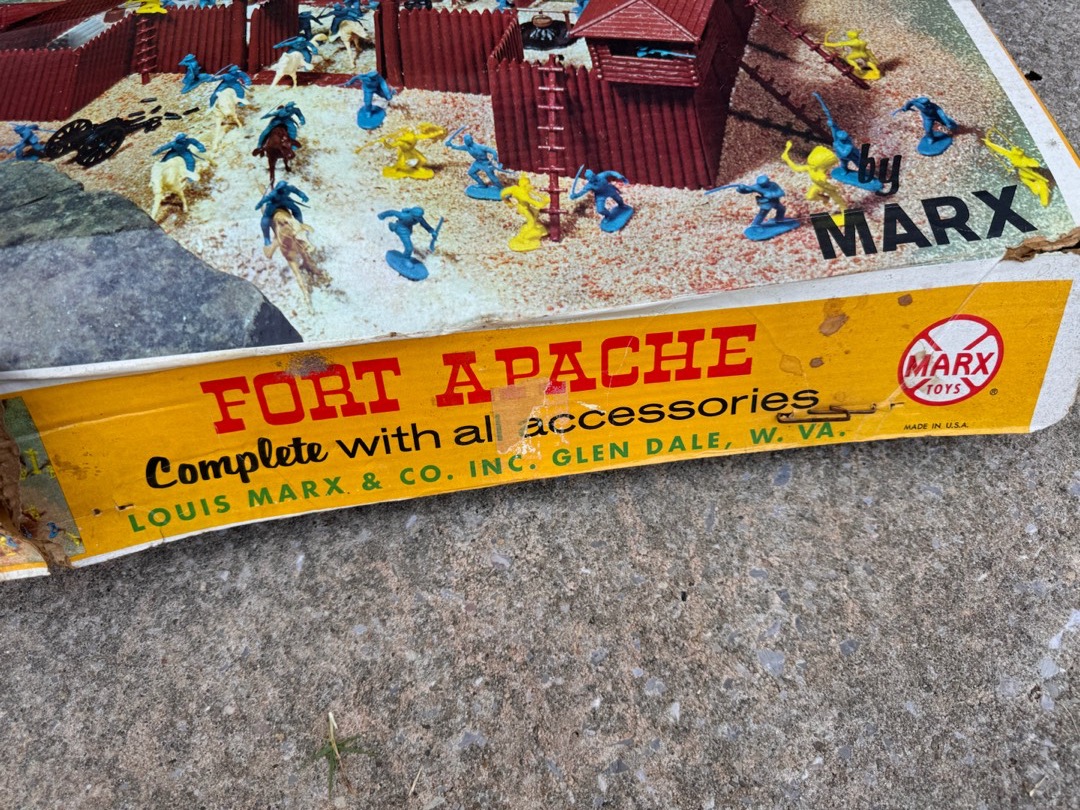 by
MARX
FORT APACHE
Complete with all accessories
LOUIS MARX & CO. INC. GLEN DALE, W. VA.
MARX
TOYS
®
MADE IN U.S.A.